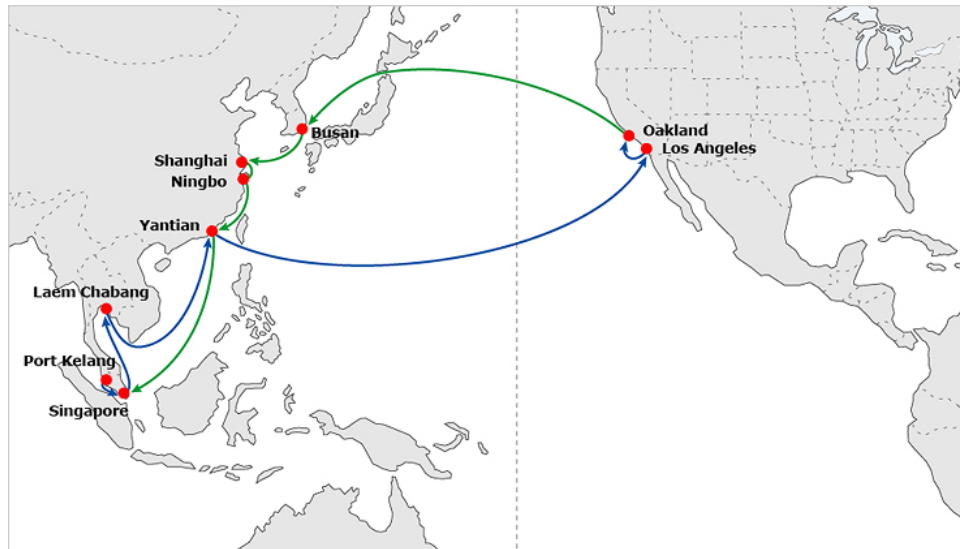 Busan
Oakland
Los Angeles
Shanghai
Ningbo
Yantian
Laem Chabang
Port Kelang
Singapore